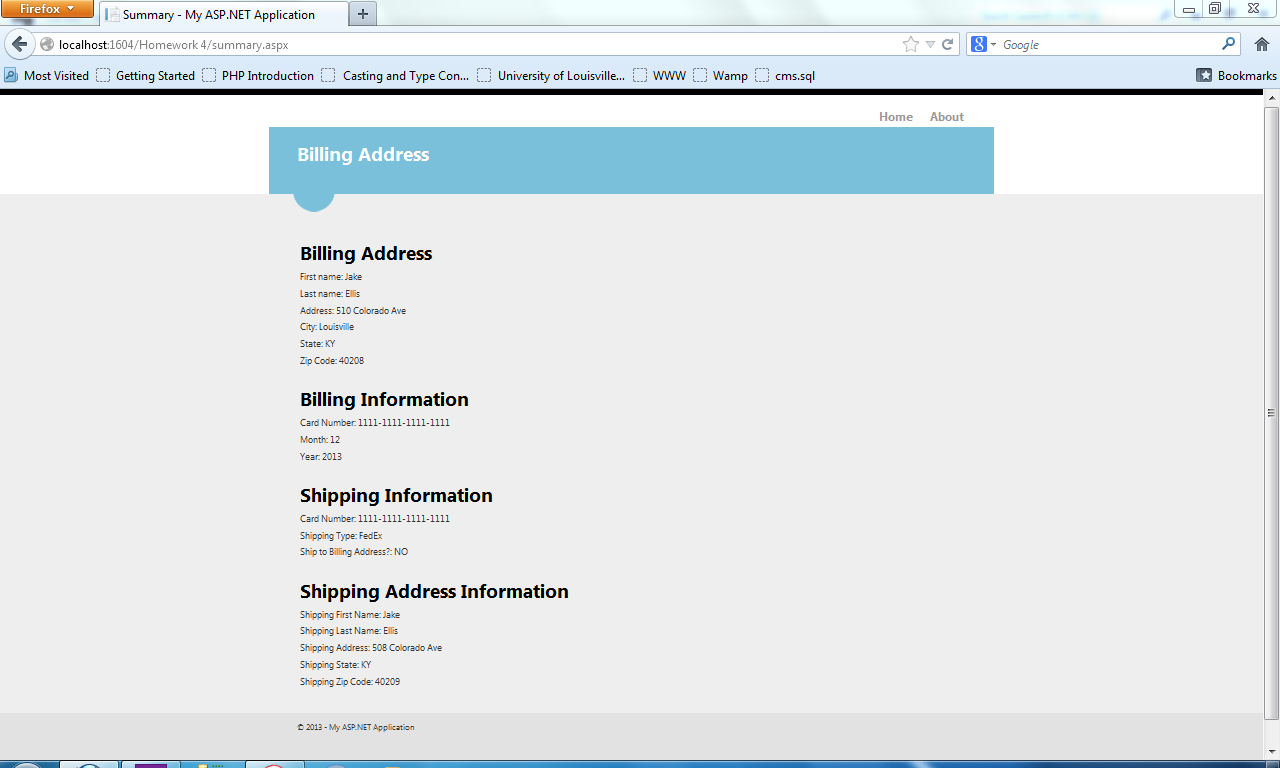 Firefox
Summary - My ASP.NET Application
localhost:1604/Homework 4/summary.aspx
Google
Most Visited Getting Started PHP Introduction Casting and Type Con... University of Louisville... WWW Wamp cms.sql Bookmarks
Home About
Billing Address
Billing Address
First name: Jake
Last name: Ellis
Address: 510 Colorado Ave
City: Louisville
State: KY
Zip Code: 40208
Billing Information
Card Number: 1111-1111-1111-1111
Month: 12
Year: 2013
Shipping Information
Card Number: 1111-1111-1111-1111
Shipping Type: FedEx
Ship to Billing Address?: NO
Shipping Address Information
Shipping First Name: Jake
Shipping Last Name: Ellis
Shipping Address: 508 Colorado Ave
Shipping State: KY
Shipping Zip Code: 40209
© 2013 - My ASP.NET Application